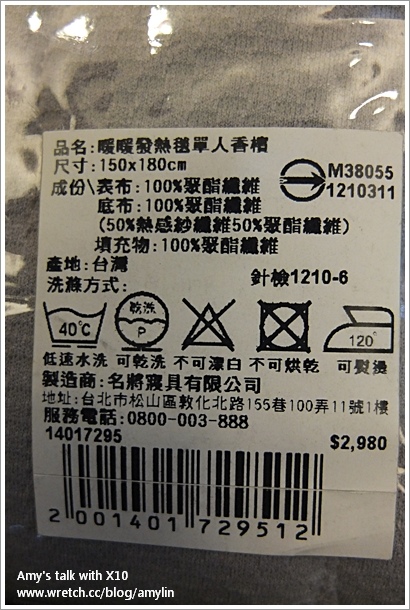 品名:暖暖發熱毯單人香檳
尺寸:150x180cm
M38055
1210311
成份\表布:100%聚酯纖維
底布:100%聚酯纖維
(50%熱感紗纖維50%聚酯纖維)
填充物:100%聚酯纖維
產地:台灣
針檢1210-6
洗滌方式:
40℃
乾洗
P
120°
低速水洗 可乾洗 不可漂白 不可烘乾 可熨燙
製造商:名將寢具有限公司
地址:台北市松山區敦化北路155巷100弄11號1樓
服務電話:0800-003-888
14017295
$2,980
2 001401 729512
Amy's talk with X10
www.wretch.cc/blog/amylin